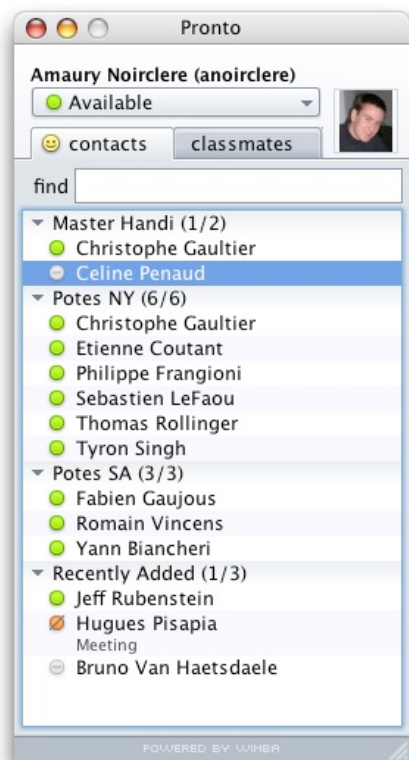 Pronto
Amaury Noirclere (anoirclere)
Available
contacts classmates
find
Master Handi (1/2)
Christophe Gaultier
Celine Penaud
Potes NY (6/6)
Christophe Gaultier
Etienne Coutant
Philippe Frangioni
Sebastien LeFaou
Thomas Rollinger
Tyron Singh
Potes SA (3/3)
Fabien Gaujous
Romain Vincens
Yann Biancheri
Recently Added (1/3)
Jeff Rubenstein
Hugues Pisapia
Meeting
Bruno Van Haetsdaele
POWERED BY WIMBA